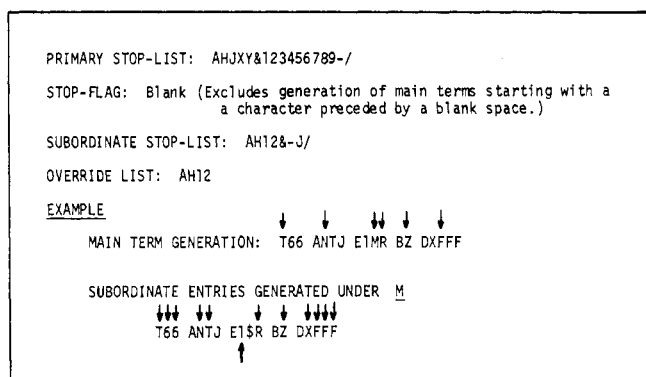 PRIMARY STOP-LIST: AHJXY&123456789-/
STOP-FLAG: Blank (Excludes generation of main terms starting with a
a character preceded by a blank space.)
SUBORDINATE STOP-LIST: AH12&-J/
OVERRIDE LIST: AH12
EXAMPLE
MAIN TERM GENERATION: T66 ANTJ E1MR BZ DXFFF
SUBORDINATE ENTRIES GENERATED UNDER M
T66 ANTJ E1$R BZ DXFFF